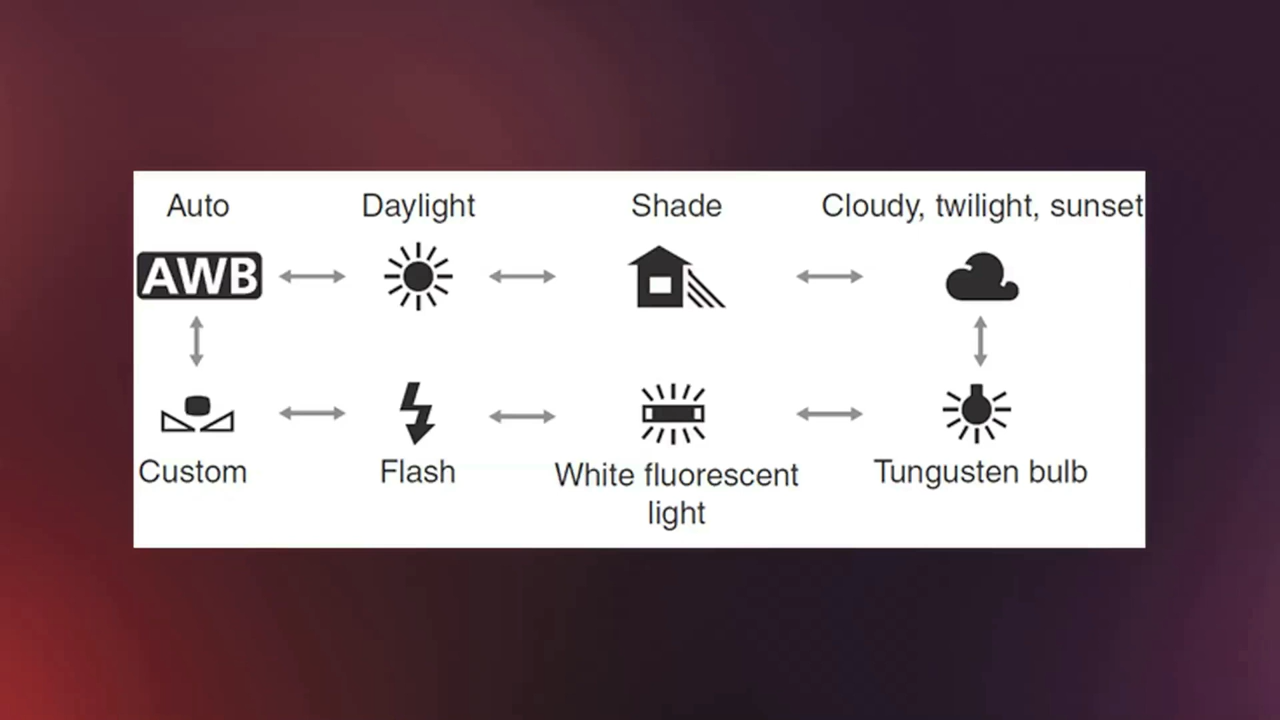 Auto Daylight Shade Cloudy, twilight, sunset
AWB
Custom Flash White fluorescent light Tungusten bulb